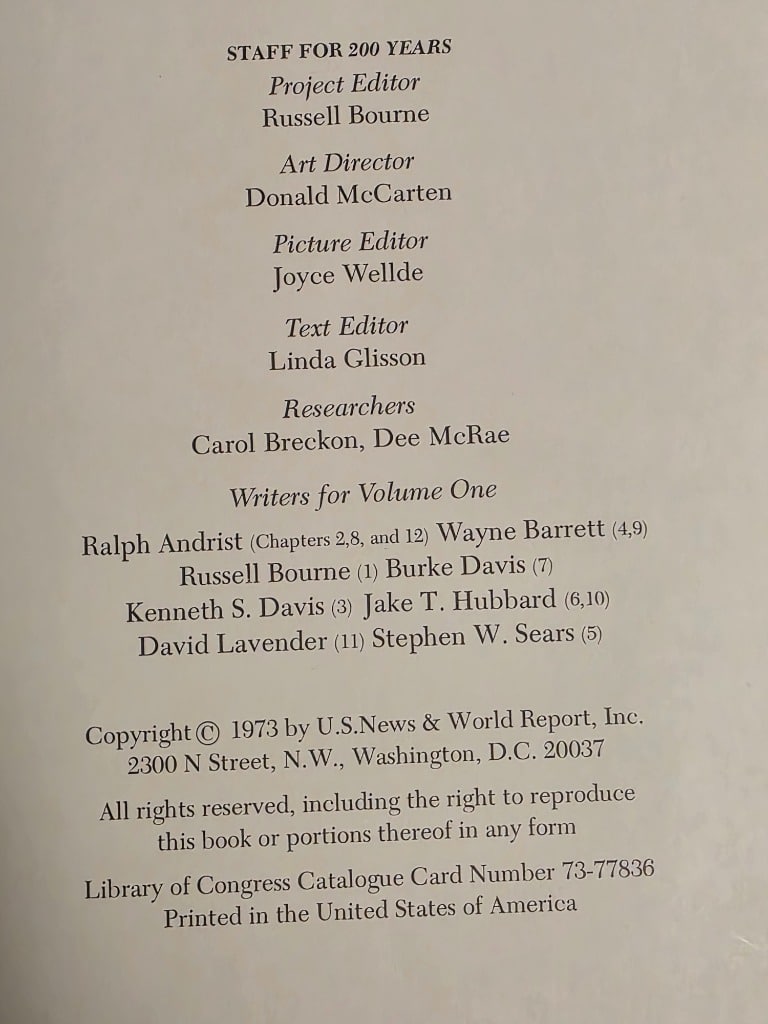 STAFF FOR 200 YEARS
Project Editor
Russell Bourne
Art Director
Donald McCarten
Picture Editor
Joyce Wellde
Text Editor
Linda Glisson
Researchers
Carol Breckon, Dee McRae
Writers for Volume One
Ralph Andrist (Chapters 2,8, and 12) Wayne Barrett (4,9)
Russell Bourne (1) Burke Davis (7)
Kenneth S. Davis (3) Jake T. Hubbard (6,10)
David Lavender (11) Stephen W. Sears (5)
Copyright © 1973 by U.S.News & World Report, Inc.
2300 N Street, N.W., Washington, D.C. 20037
All rights reserved, including the right to reproduce
this book or portions thereof in any form
Library of Congress Catalogue Card Number 73-77836
Printed in the United States of America